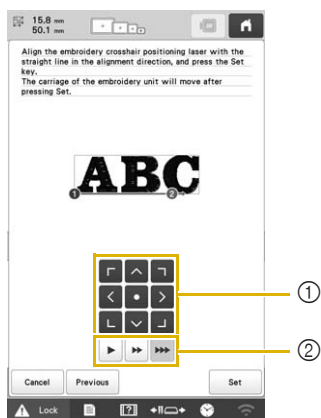 15.8 mm
50.1 mm
Align the embroidery crosshair positioning laser with the
straight line in the alignment direction, and press the Set
key.
The carriage of the embroidery unit will move after
pressing Set.
ABC
1 2
①
②
Cancel Previous Set
Lock